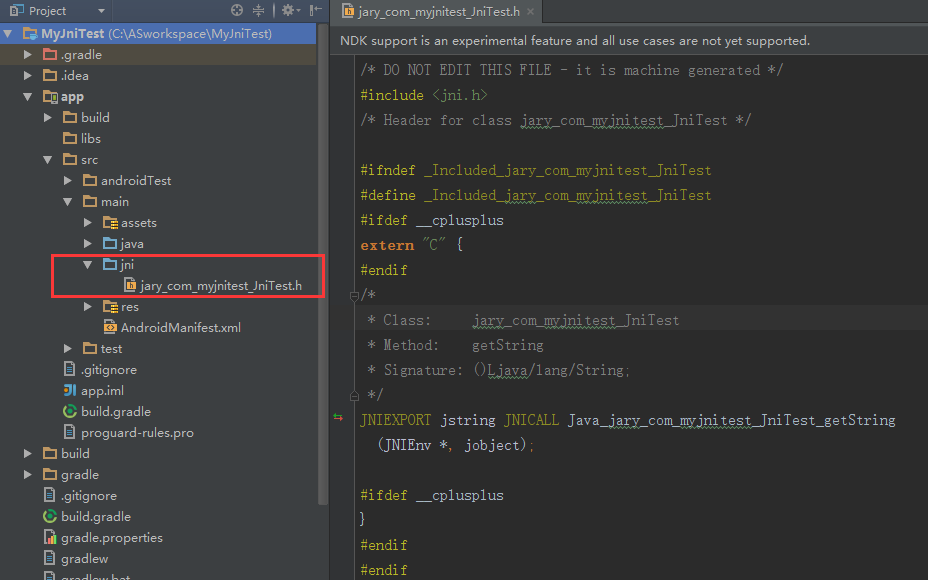 Project
MyJniTest (C:\ASworkspace\MyJniTest)
.gradle
.idea
app
build
libs
src
androidTest
main
assets
java
jni
jary_com_myjnitest_JniTest.h
res
AndroidManifest.xml
test
.gitignore
app.iml
build.gradle
proguard-rules.pro
build
gradle
.gitignore
build.gradle
gradle.properties
gradlew
gradlew.bat
jary_com_myjnitest_JniTest.h
NDK support is an experimental feature and all use cases are not yet supported.
/* DO NOT EDIT THIS FILE - it is machine generated */
#include <jni.h>
/* Header for class jary_com_myjnitest_JniTest */
#ifndef _Included_jary_com_myjnitest_JniTest
#define _Included_jary_com_myjnitest_JniTest
#ifdef __cplusplus
extern "C" {
#endif
/*
* Class: jary_com_myjnitest_JniTest
* Method: getString
* Signature: ()Ljava/lang/String;
*/
JNIEXPORT jstring JNICALL Java_jary_com_myjnitest_JniTest_getString
(JNIEnv *, jobject);
#ifdef __cplusplus
}
#endif
#endif